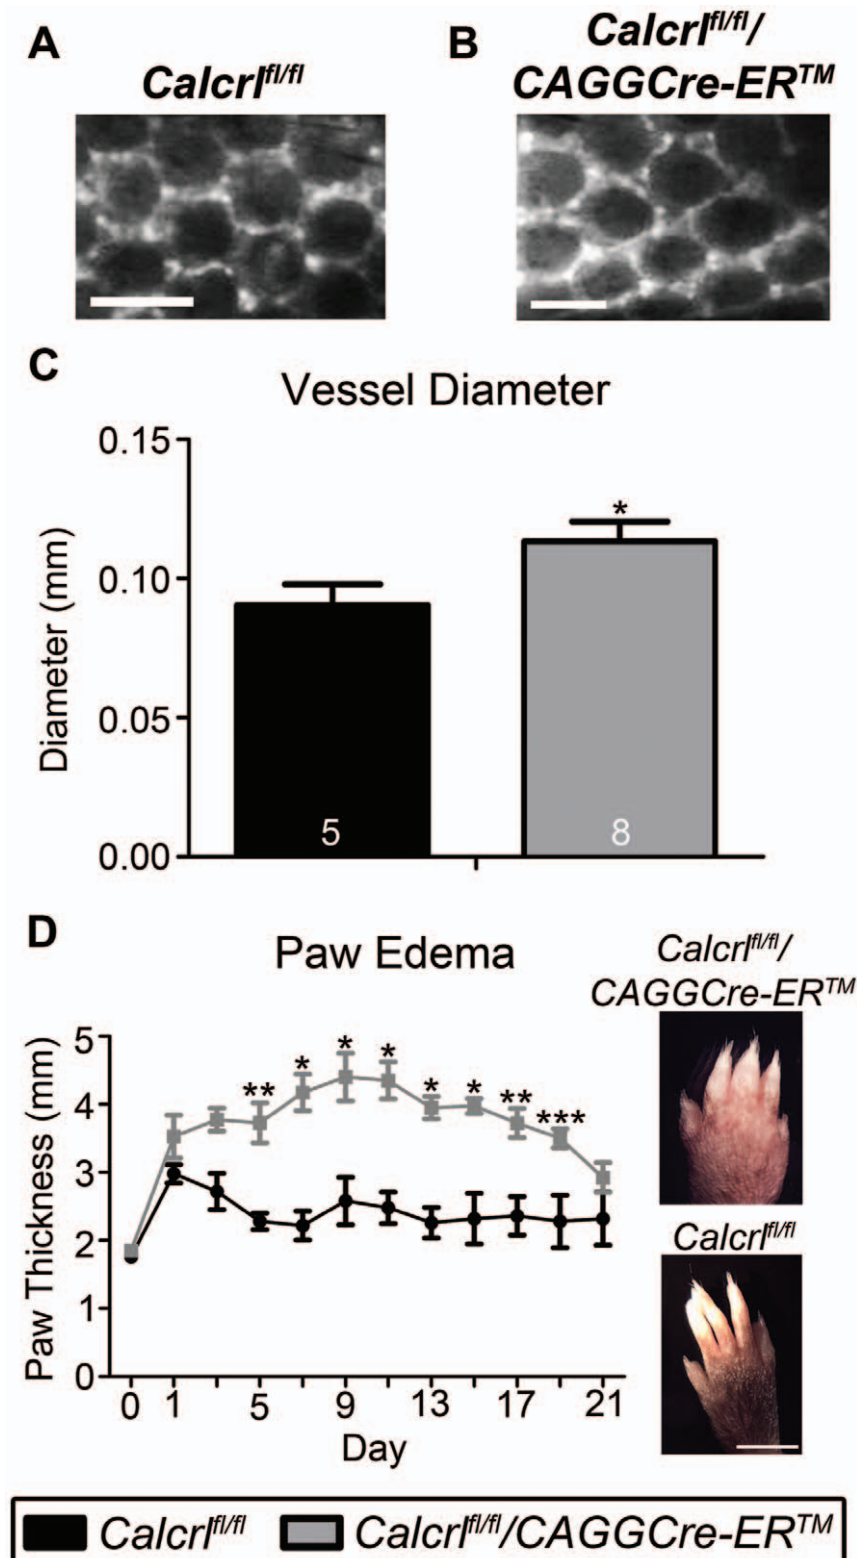 A
Calcrl^fl/fl
B
Calcrl^fl/fl/
CAGGCre-ER^TM
C
Vessel Diameter
Diameter (mm)
0.15
0.10
0.05
0.00
*
5
8
D
Paw Edema
Paw Thickness (mm)
5
4
3
2
1
0
** * * * * * ** ***
0 1 5 9 13 17 21
Day
Calcrl^fl/fl/
CAGGCre-ER^TM
Calcrl^fl/fl
Calcrl^fl/fl Calcrl^fl/fl/CAGGCre-ER^TM